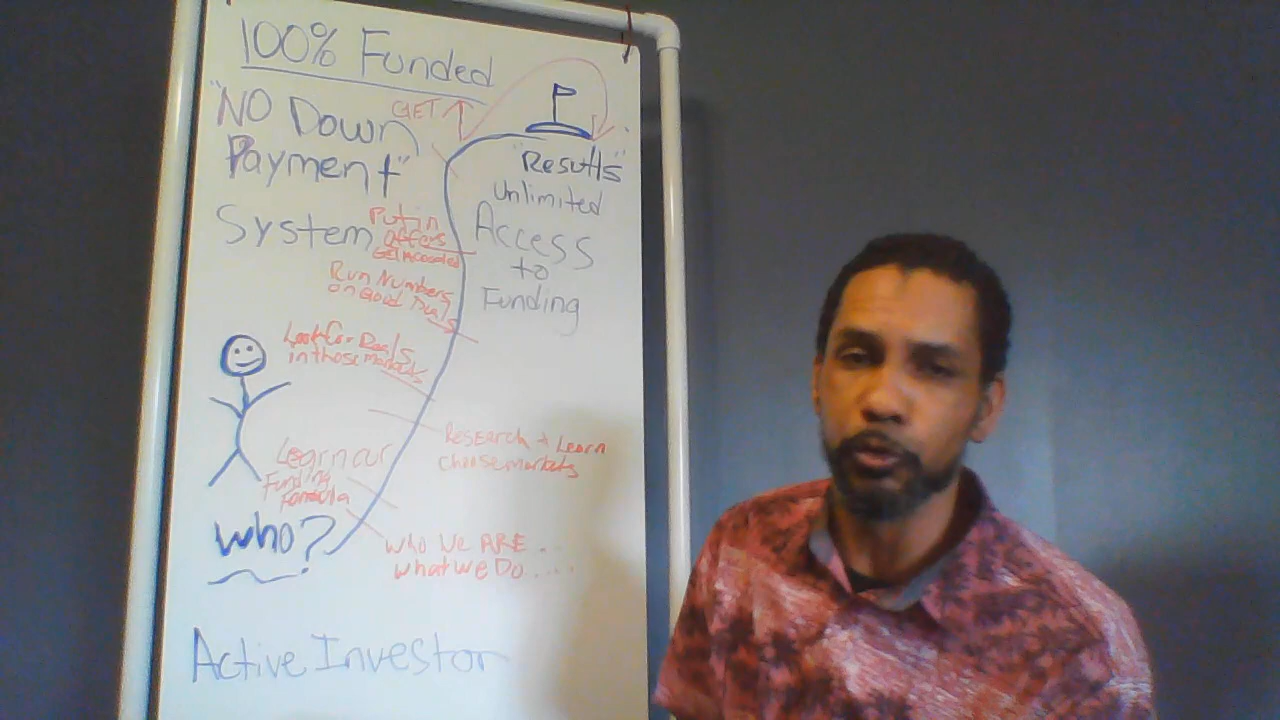 100% Funded
"NO Down
Payment"
System
GET
"Results"
Unlimited
Access
to
Funding
Put in
offers
Get Accepted
Run Numbers
on Good Deals
Look for Deals
in those markets
Research + Learn
choose markets
Learn our
Funding
Formula
who?
who we ARE...
what we Do.....
Active Investor